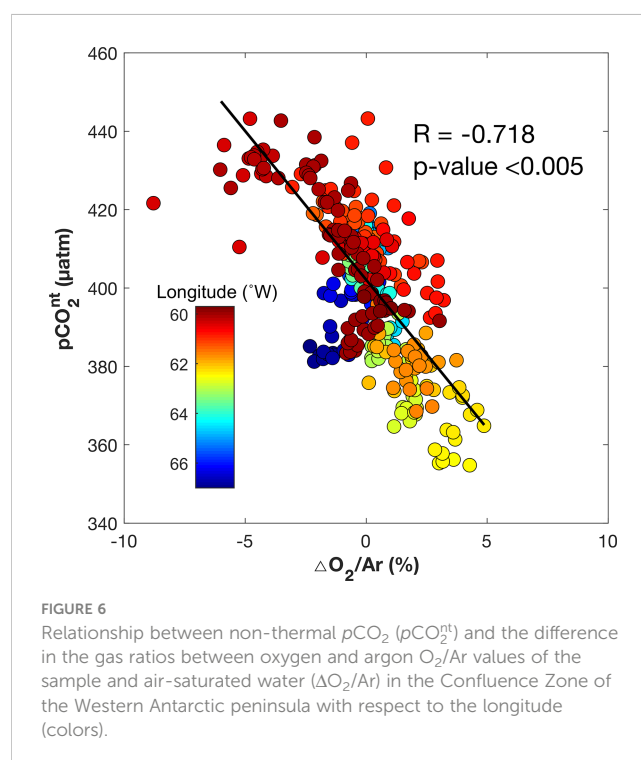 460
440
420
400
380
360
340
pCO₂ⁿᵗ (µatm)
R = -0.718
p-value <0.005
Longitude (˚W)
60
62
64
66
-10
-5
0
5
10
△O₂/Ar (%)
FIGURE 6
Relationship between non-thermal pCO₂ (pCO₂ⁿᵗ) and the difference
in the gas ratios between oxygen and argon O₂/Ar values of the
sample and air-saturated water (ΔO₂/Ar) in the Confluence Zone of
the Western Antarctic peninsula with respect to the longitude
(colors).